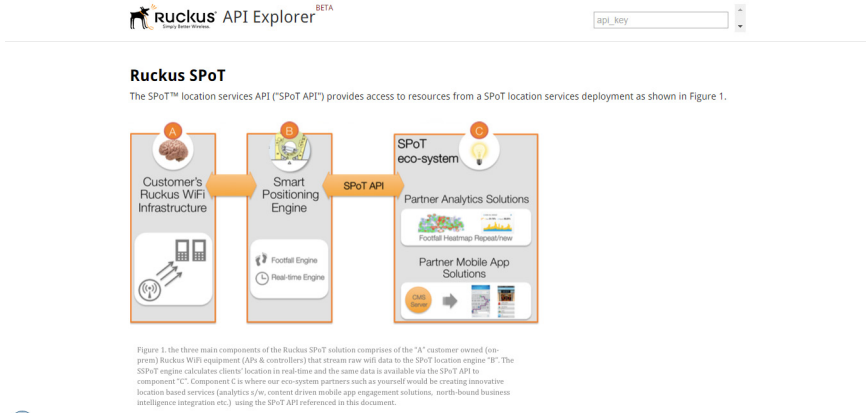 Ruckus API Explorer BETA
Simply Better Wireless.
api_key
Ruckus SPoT
The SPoT™ location services API ("SPoT API") provides access to resources from a SPoT location services deployment as shown in Figure 1.
A
B
C
Customer's
Ruckus WiFi
Infrastructure
Smart
Positioning
Engine
Footfall Engine
Real-time Engine
SPoT API
SPoT
eco-system
Partner Analytics Solutions
Footfall Heatmap Repeat/new
Partner Mobile App
Solutions
CMS
Server
Figure 1. the three main components of the Ruckus SPoT solution comprises of the "A" customer owned (on-
prem) Ruckus WiFi equipment (APs & controllers) that stream raw wifi data to the SPoT location engine "B". The
SSPoT engine calculates clients' location in real-time and the same data is available via the SPoT API to
component "C". Component C is where our eco-system partners such as yourself would be creating innovative
location based services (analytics s/w, content driven mobile app engagement solutions, north-bound business
intelligence integration etc.) using the SPoT API referenced in this document.